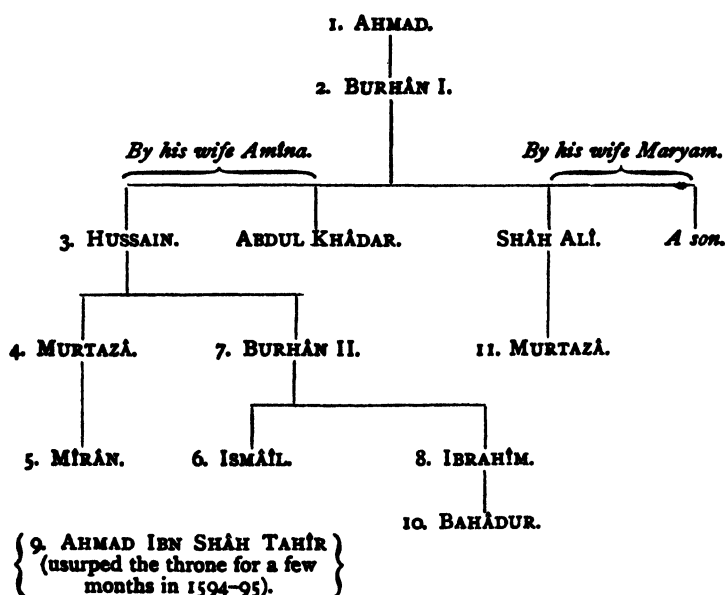 1. AHMAD.
2. BURHÂN I.
By his wife Amîna. By his wife Maryam.
3. HUSSAIN. ABDUL KHÂDAR. SHÂH ALÎ. A son.
4. MURTAZÂ. 7. BURHÂN II. 11. MURTAZÂ.
5. MÎRÂN. 6. ISMÂÎL. 8. IBRAHÎM.
10. BAHÂDUR.
9. AHMAD IBN SHÂH TAHÎR
(usurped the throne for a few
months in 1594–95).